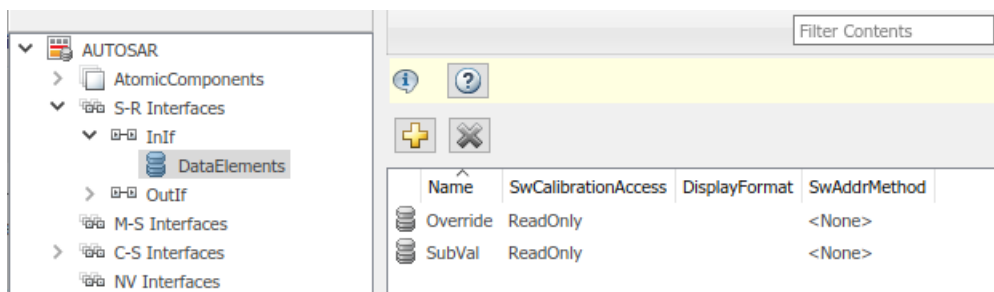 Filter Contents
AUTOSAR
AtomicComponents
S-R Interfaces
InIf
DataElements
OutIf
M-S Interfaces
C-S Interfaces
NV Interfaces
Name SwCalibrationAccess DisplayFormat SwAddrMethod
Override ReadOnly <None>
SubVal ReadOnly <None>